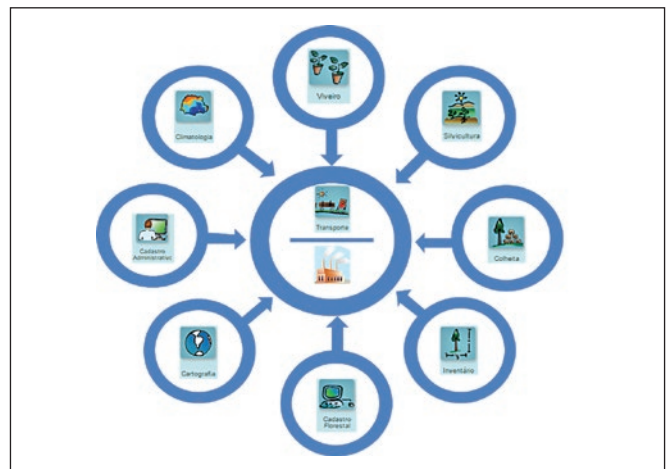 Viveiro
Climatologia
Silvicultura
Transporte
Cadastro
Administrativo
Colheita
Cartografia
Inventário
Cadastro
Florestal